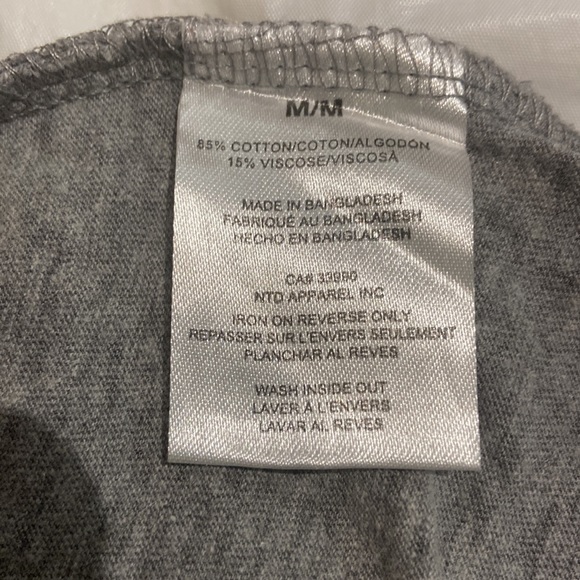 M/M
85% COTTON/COTON/ALGODÓN
15% VISCOSE/VISCOSA
MADE IN BANGLADESH
FABRIQUÉ AU BANGLADESH
HECHO EN BANGLADESH
CA# 33990
NTD APPAREL INC
IRON ON REVERSE ONLY
REPASSER SUR L'ENVERS SEULEMENT
PLANCHAR AL REVES
WASH INSIDE OUT
LAVER À L'ENVERS
LAVAR AL REVES